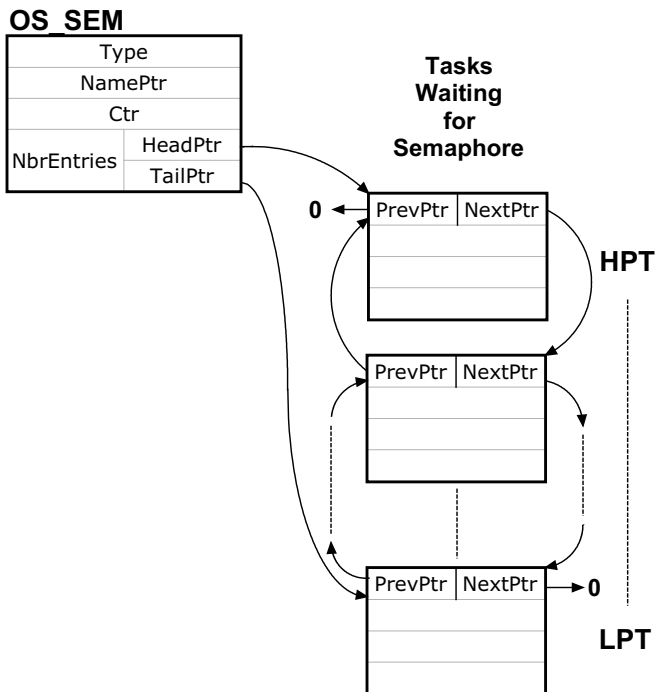 OS_SEM
Type
NamePtr
Ctr
NbrEntries
HeadPtr
TailPtr
Tasks
Waiting
for
Semaphore
0
PrevPtr NextPtr
HPT
PrevPtr NextPtr
PrevPtr NextPtr
0
LPT